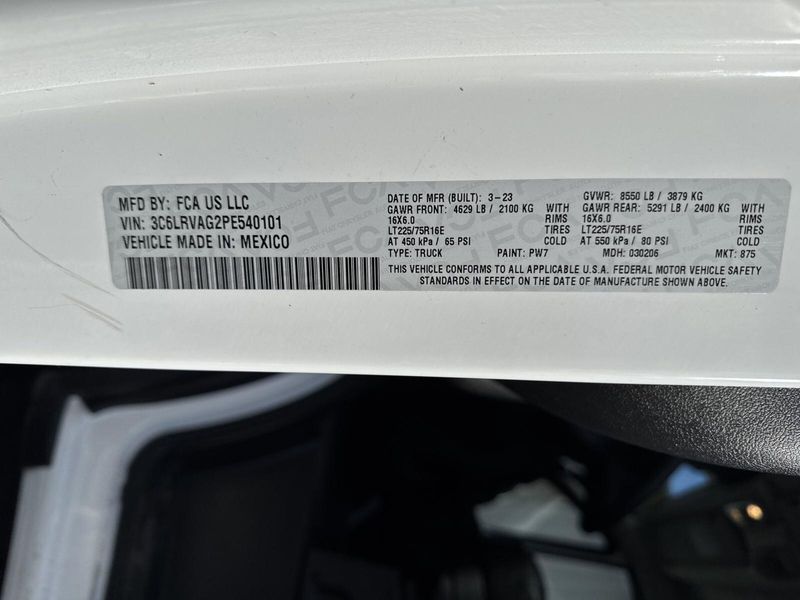 MFD BY: FCA US LLC
VIN: 3C6LRVAG2PE540101
VEHICLE MADE IN: MEXICO
DATE OF MFR (BUILT): 3-23 GVWR: 8550 LB / 3879 KG
GAWR FRONT: 4629 LB / 2100 KG WITH GAWR REAR: 5291 LB / 2400 KG WITH
16X6.0 RIMS 16X6.0 RIMS
LT225/75R16E TIRES LT225/75R16E TIRES
AT 450 kPa / 65 PSI COLD AT 550 kPa / 80 PSI COLD
TYPE: TRUCK PAINT: PW7 MDH: 030206 MKT: 875
THIS VEHICLE CONFORMS TO ALL APPLICABLE U.S.A. FEDERAL MOTOR VEHICLE SAFETY
STANDARDS IN EFFECT ON THE DATE OF MANUFACTURE SHOWN ABOVE.